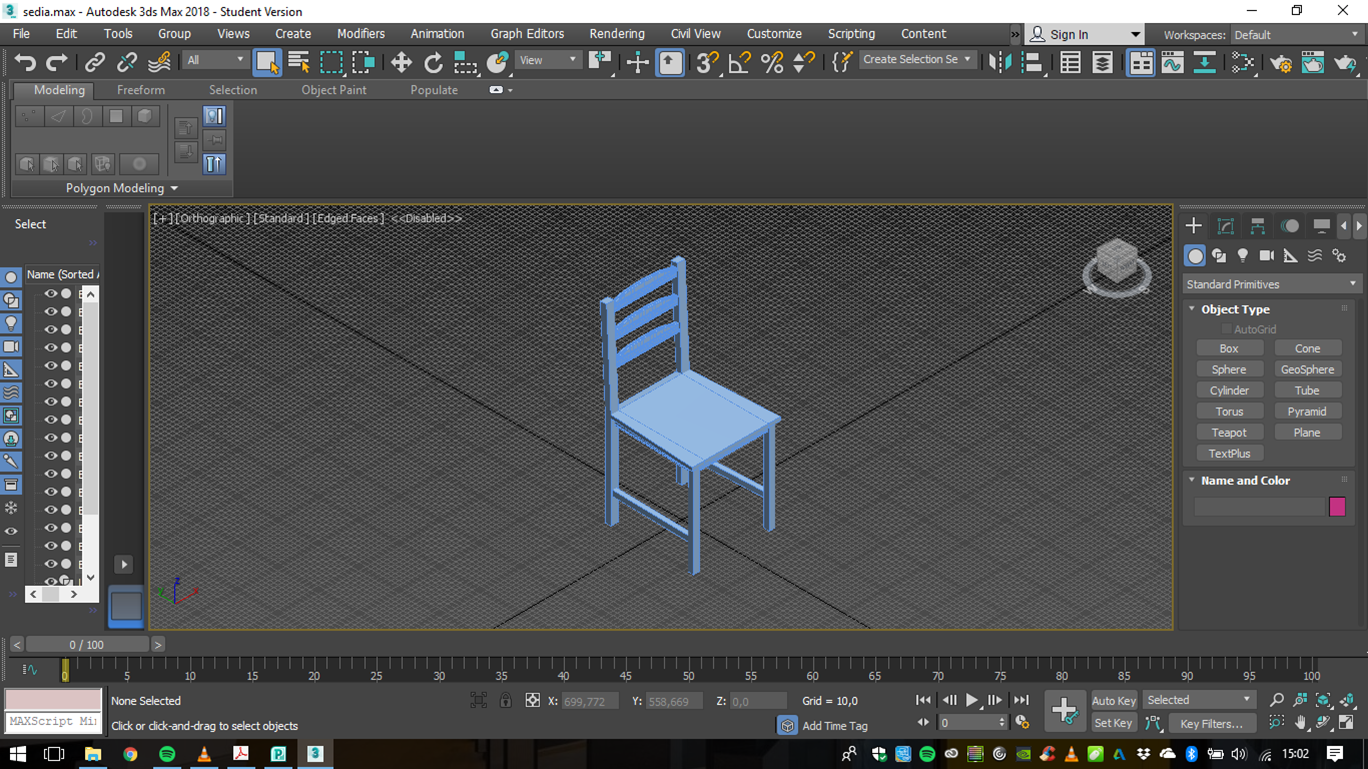 sedia.max - Autodesk 3ds Max 2018 - Student Version
File Edit Tools Group Views Create Modifiers Animation Graph Editors Rendering Civil View Customize Scripting Content » Sign In Workspaces: Default
All View Create Selection Se
Modeling Freeform Selection Object Paint Populate
Polygon Modeling
Select
[+] [Orthographic] [Standard] [Edged Faces] <<Disabled>>
Name (Sorted A
Standard Primitives
Object Type
AutoGrid
Box Cone
Sphere GeoSphere
Cylinder Tube
Torus Pyramid
Teapot Plane
TextPlus
Name and Color
z
0 / 100
0 5 10 15 20 25 30 35 40 45 50 55 60 65 70 75 80 85 90 95 100
None Selected X: 699,772 Y: 558,669 Z: 0,0 Grid = 10,0 Auto Key Selected
MAXScript Mi Click or click-and-drag to select objects Add Time Tag 0 Set Key Key Filters...
15:02